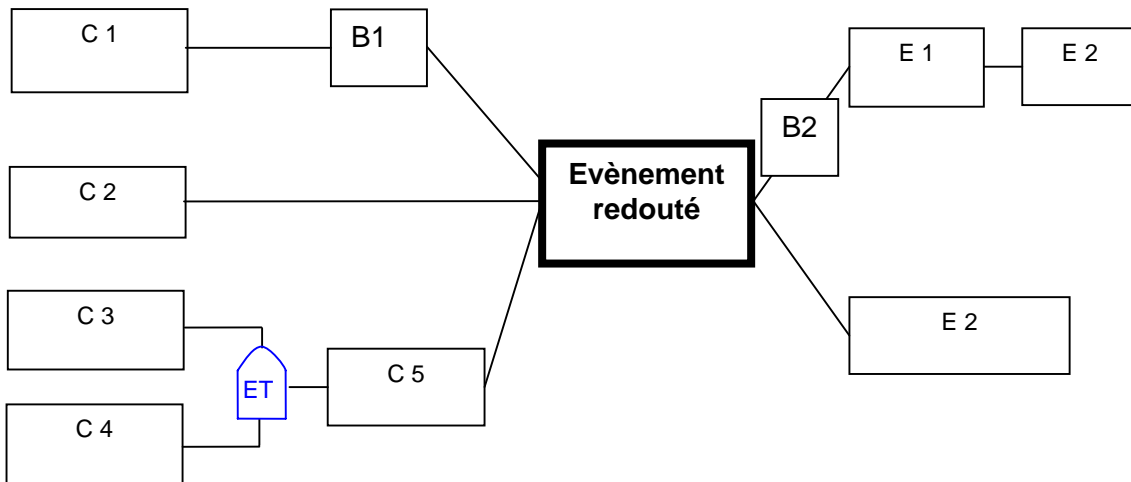 C 1
B1
E 1
E 2
B2
Evènement
redouté
C 2
C 3
E 2
C 5
ET
C 4